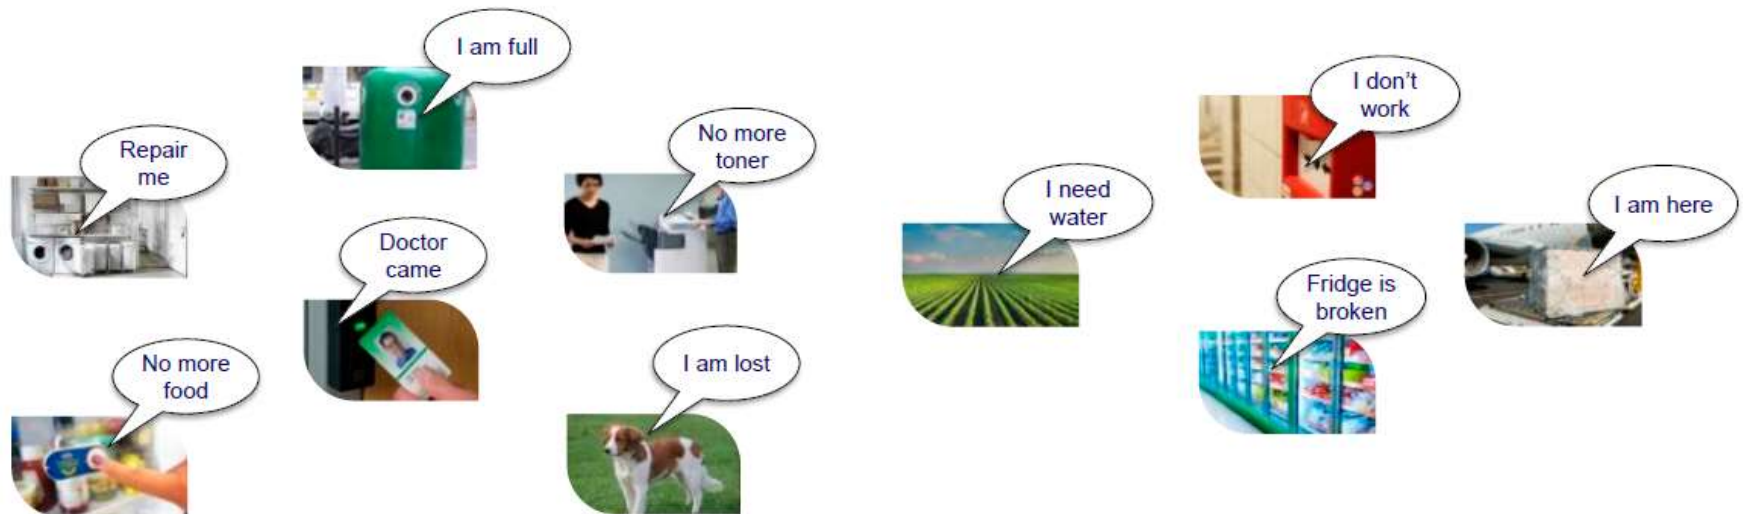 I am full
Repair
me
No more
toner
Doctor
came
No more
food
I am lost
I don't
work
I need
water
I am here
Fridge is
broken